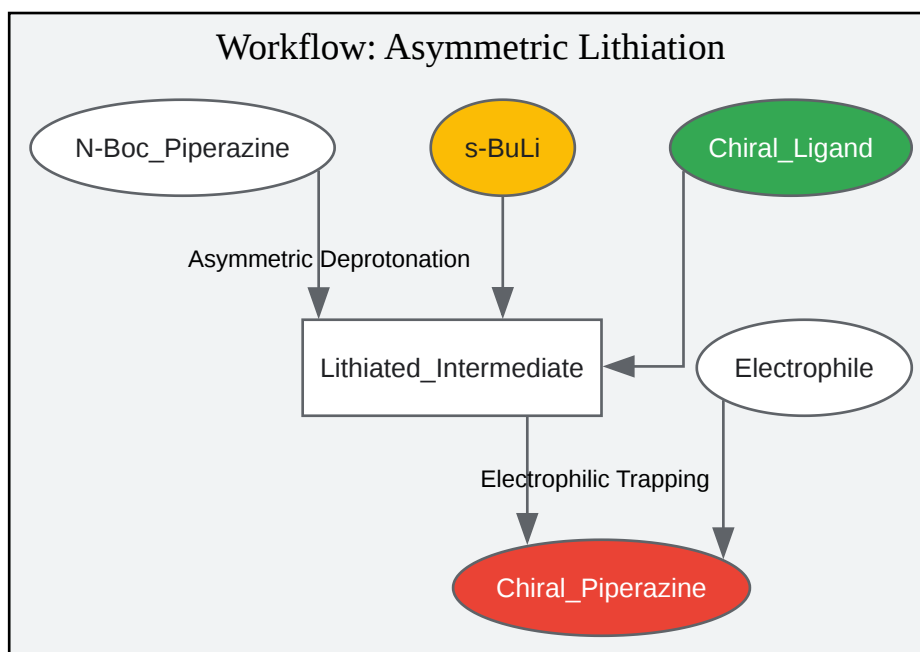 Workflow: Asymmetric Lithiation
N-Boc_Piperazine
s-BuLi
Chiral_Ligand
Asymmetric Deprotonation
Lithiated_Intermediate
Electrophile
Electrophilic Trapping
Chiral_Piperazine